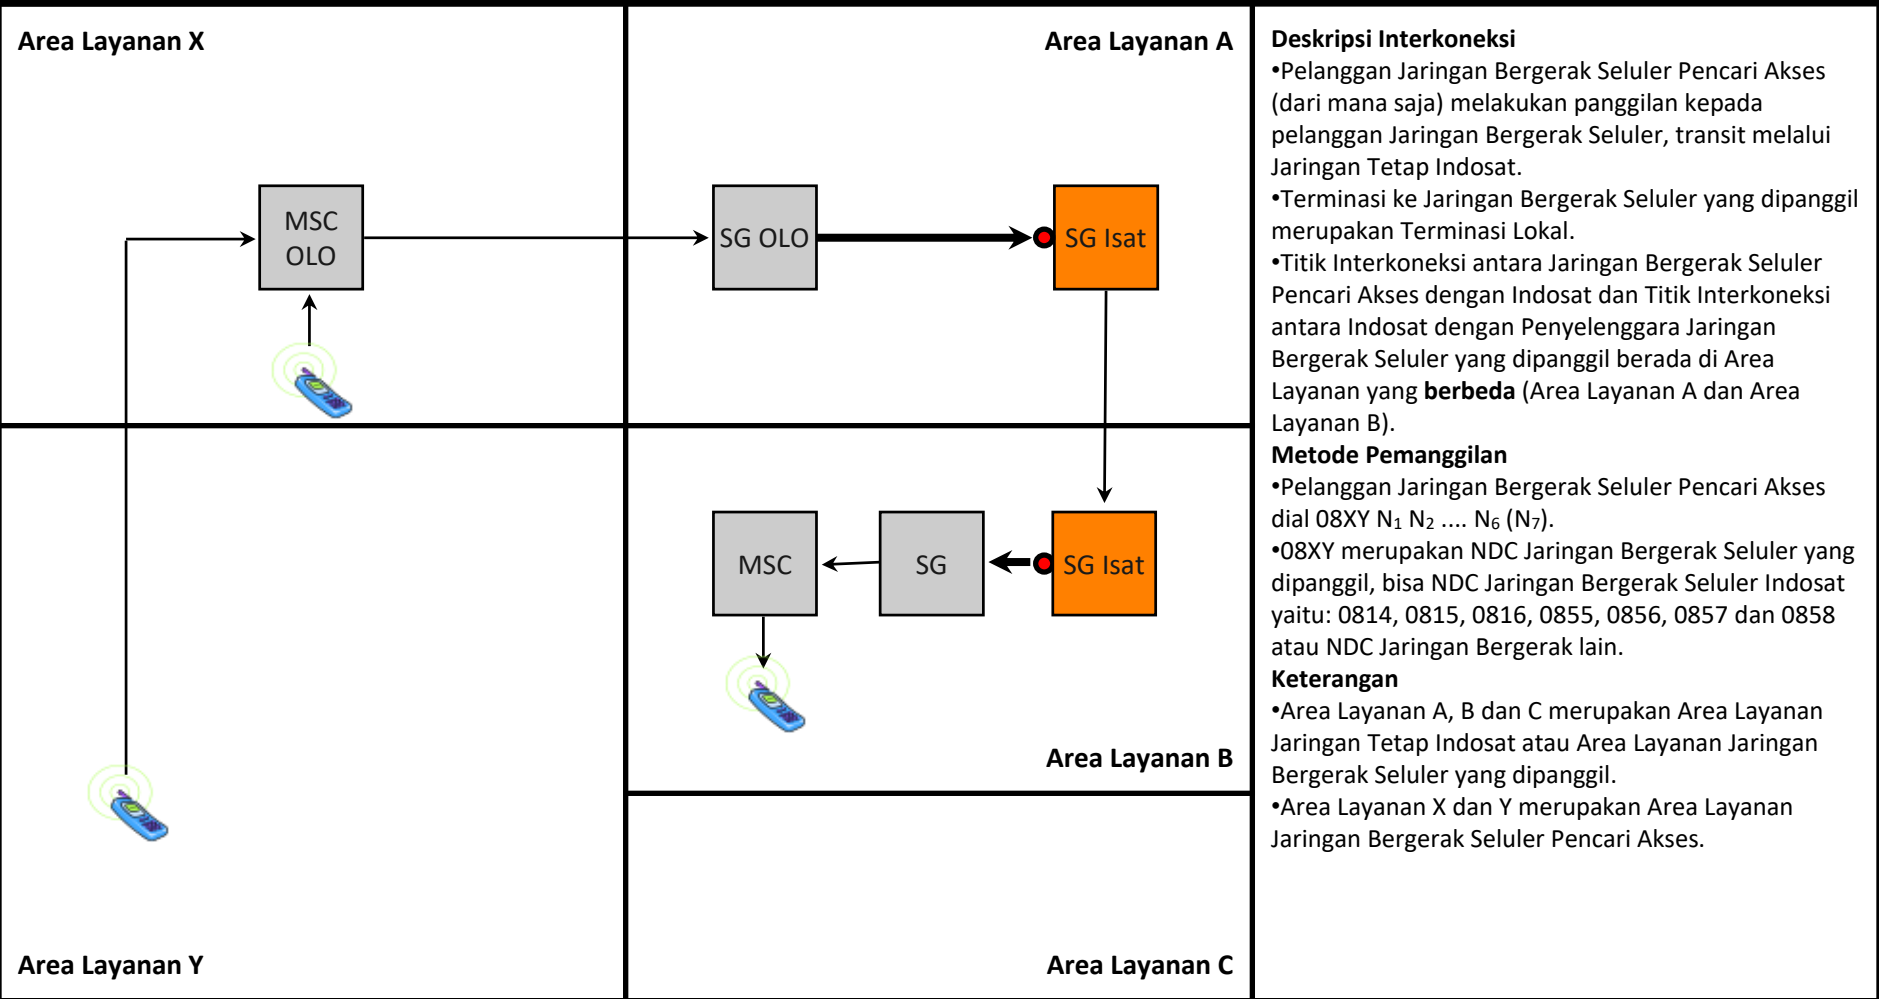 Area Layanan X
MSC
OLO
Area Layanan Y
Area Layanan A
SG OLO
SG Isat
MSC
SG
SG Isat
Area Layanan B
Area Layanan C
Deskripsi Interkoneksi
•Pelanggan Jaringan Bergerak Seluler Pencari Akses
(dari mana saja) melakukan panggilan kepada
pelanggan Jaringan Bergerak Seluler, transit melalui
Jaringan Tetap Indosat.
•Terminasi ke Jaringan Bergerak Seluler yang dipanggil
merupakan Terminasi Lokal.
•Titik Interkoneksi antara Jaringan Bergerak Seluler
Pencari Akses dengan Indosat dan Titik Interkoneksi
antara Indosat dengan Penyelenggara Jaringan
Bergerak Seluler yang dipanggil berada di Area
Layanan yang berbeda (Area Layanan A dan Area
Layanan B).
Metode Pemanggilan
•Pelanggan Jaringan Bergerak Seluler Pencari Akses
dial 08XY N₁ N₂ .... N₆ (N₇).
•08XY merupakan NDC Jaringan Bergerak Seluler yang
dipanggil, bisa NDC Jaringan Bergerak Seluler Indosat
yaitu: 0814, 0815, 0816, 0855, 0856, 0857 dan 0858
atau NDC Jaringan Bergerak lain.
Keterangan
•Area Layanan A, B dan C merupakan Area Layanan
Jaringan Tetap Indosat atau Area Layanan Jaringan
Bergerak Seluler yang dipanggil.
•Area Layanan X dan Y merupakan Area Layanan
Jaringan Bergerak Seluler Pencari Akses.